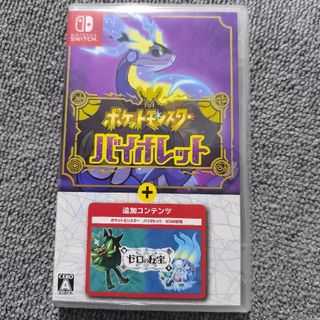 NINTENDO
SWITCH
ポケットモンスター
バイオレット
+
追加コンテンツ
ポケットモンスター バイオレット ゼロの秘宝
ゼロの秘宝
CERO
A